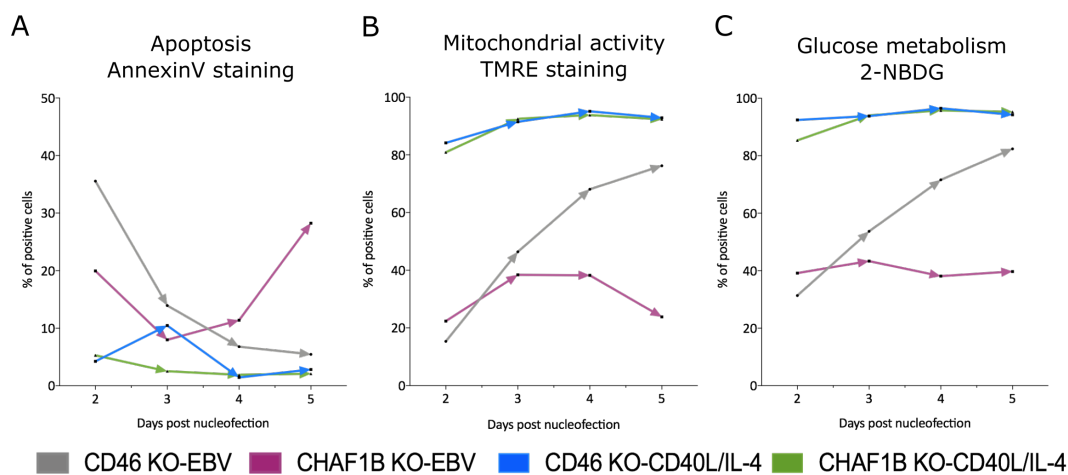 A
Apoptosis
AnnexinV staining
% of positive cells
50
40
30
20
10
0
2 3 4 5
Days post nucleofection
B
Mitochondrial activity
TMRE staining
% of positive cells
100
80
60
40
20
0
2 3 4 5
Days post nucleofection
C
Glucose metabolism
2-NBDG
% of positive cells
100
80
60
40
20
0
2 3 4 5
Days post nucleofection
CD46 KO-EBV CHAF1B KO-EBV CD46 KO-CD40L/IL-4 CHAF1B KO-CD40L/IL-4